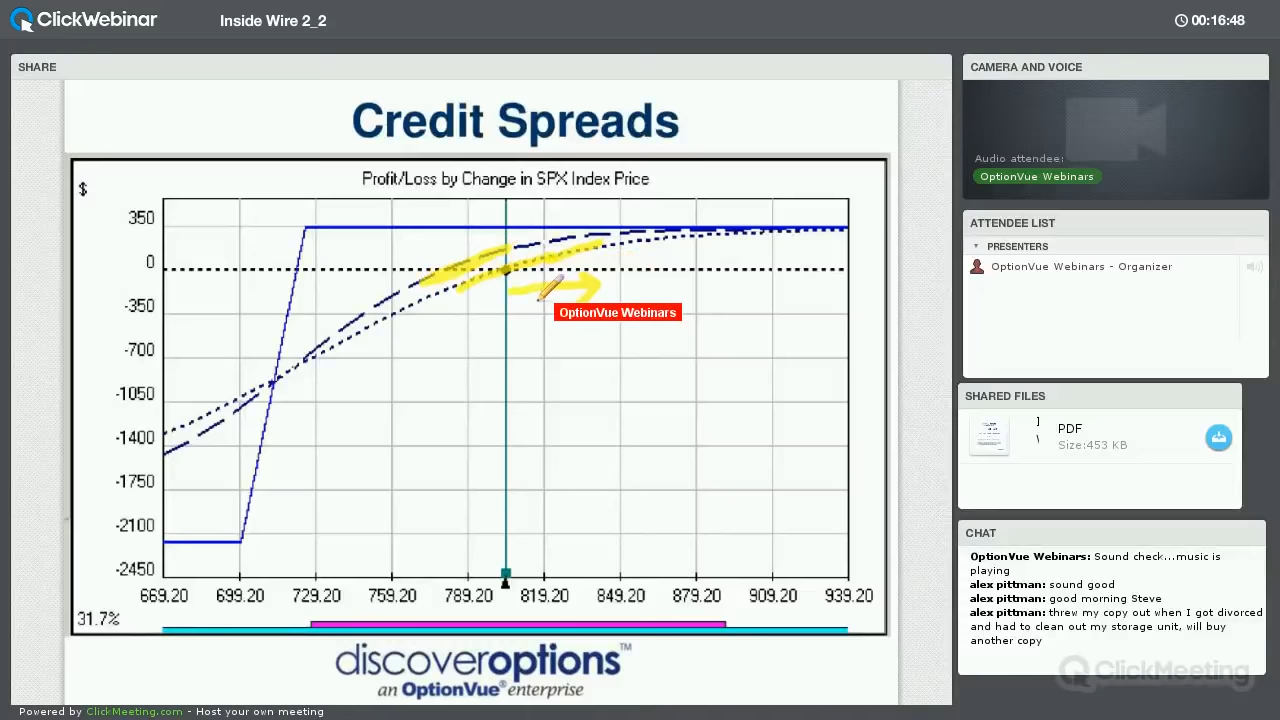 ClickWebinar
Inside Wire 2_2
00:16:48
SHARE
Credit Spreads
Profit/Loss by Change in SPX Index Price
$
350
0
-350
-700
-1050
-1400
-1750
-2100
-2450
669.20 699.20 729.20 759.20 789.20 819.20 849.20 879.20 909.20 939.20
31.7%
OptionVue Webinars
discoveroptions™
an OptionVue® enterprise
CAMERA AND VOICE
Audio attendee:
OptionVue Webinars
ATTENDEE LIST
PRESENTERS
OptionVue Webinars - Organizer
SHARED FILES
PDF
Size:453 KB
CHAT
OptionVue Webinars: Sound check...music is
playing
alex pittman: sound good
alex pittman: good morning Steve
alex pittman: threw my copy out when I got divorced
and had to clean out my storage unit, will buy
another copy
ClickMeeting
Powered by ClickMeeting.com - Host your own meeting